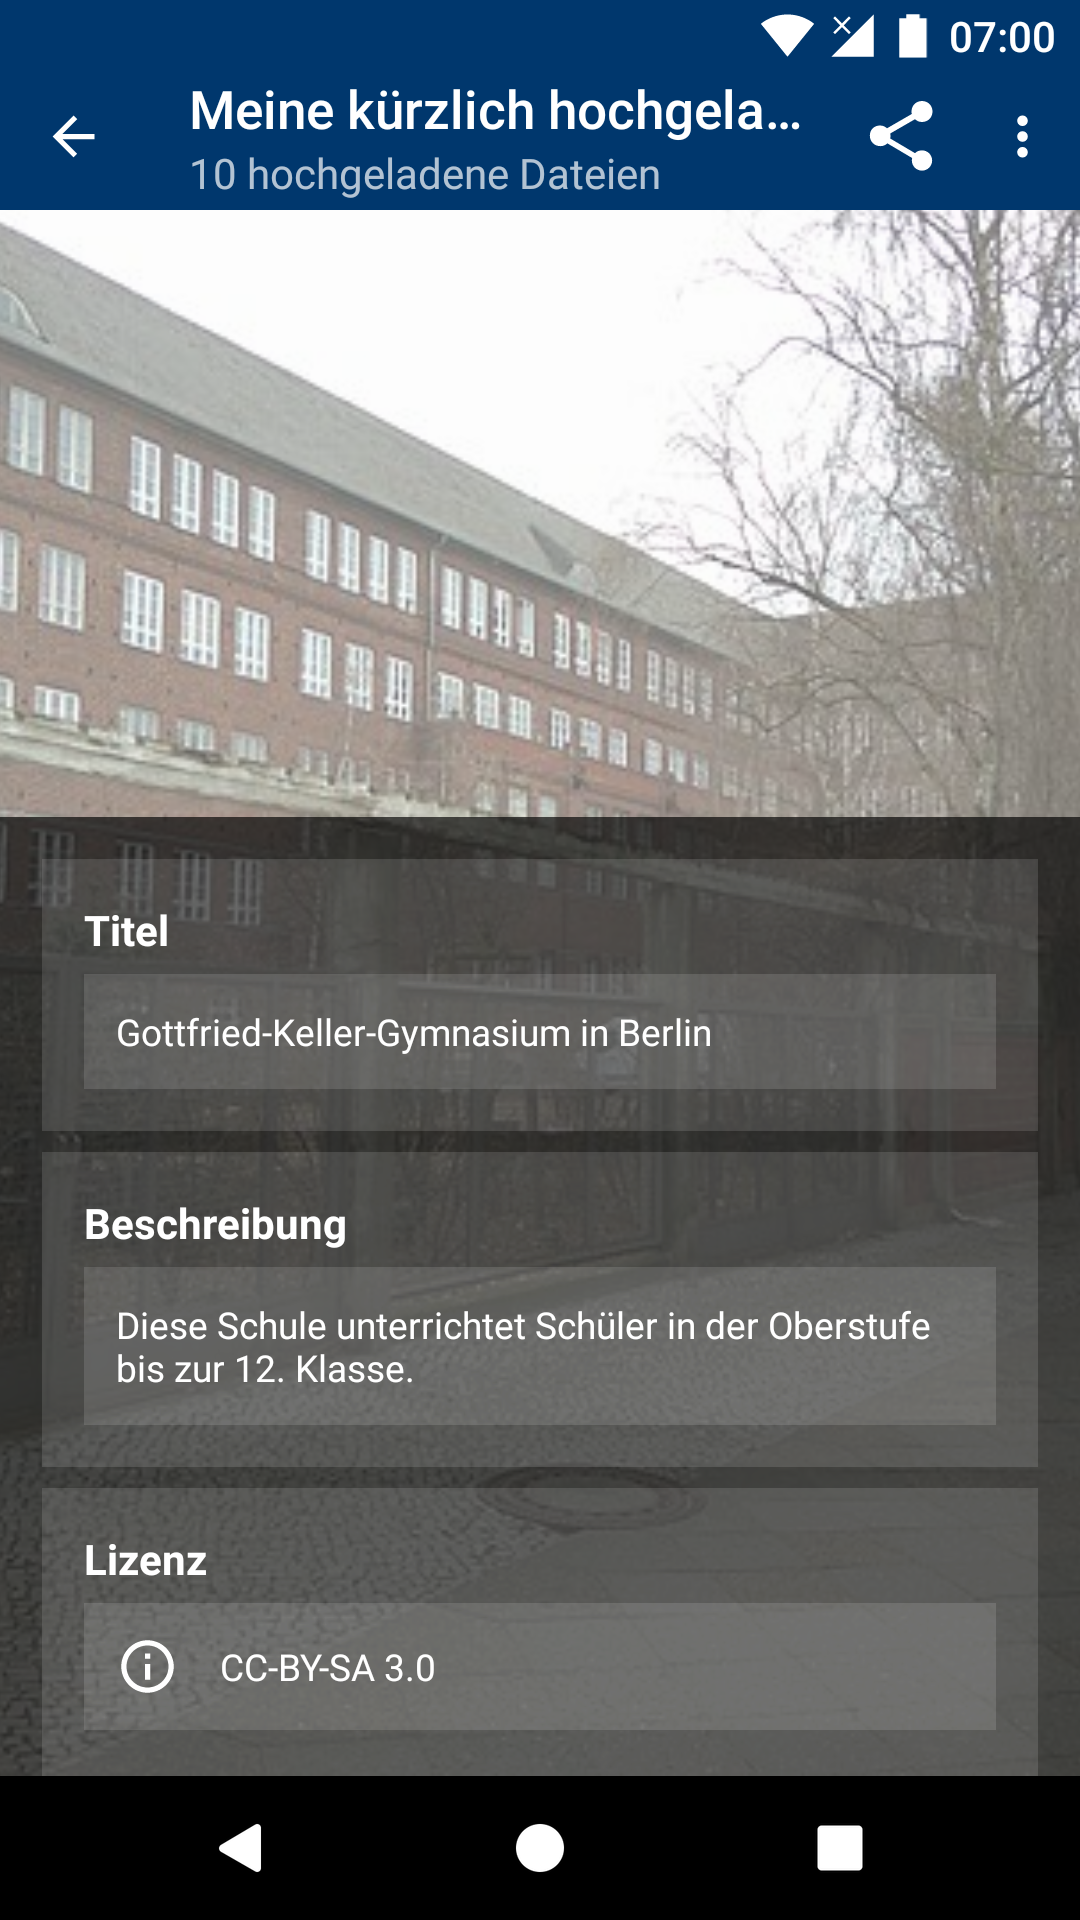 07:00
Meine kürzlich hochgela…
10 hochgeladene Dateien
Titel
Gottfried-Keller-Gymnasium in Berlin
Beschreibung
Diese Schule unterrichtet Schüler in der Oberstufe
bis zur 12. Klasse.
Lizenz
CC-BY-SA 3.0